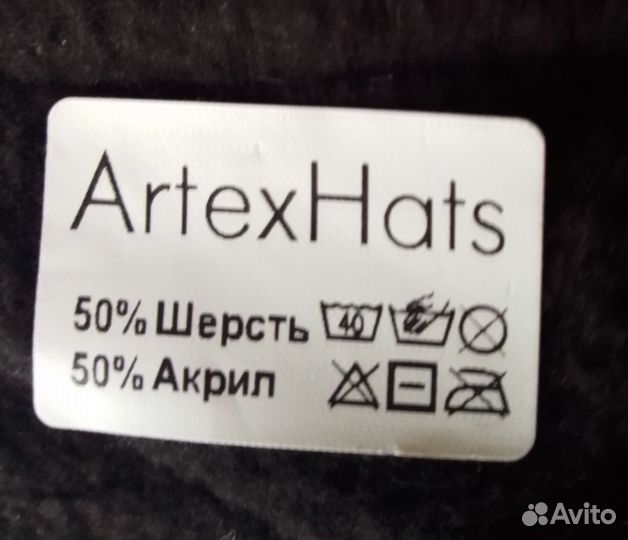 ArtexHats
50% Шерсть 40
50% Акрил
Avito